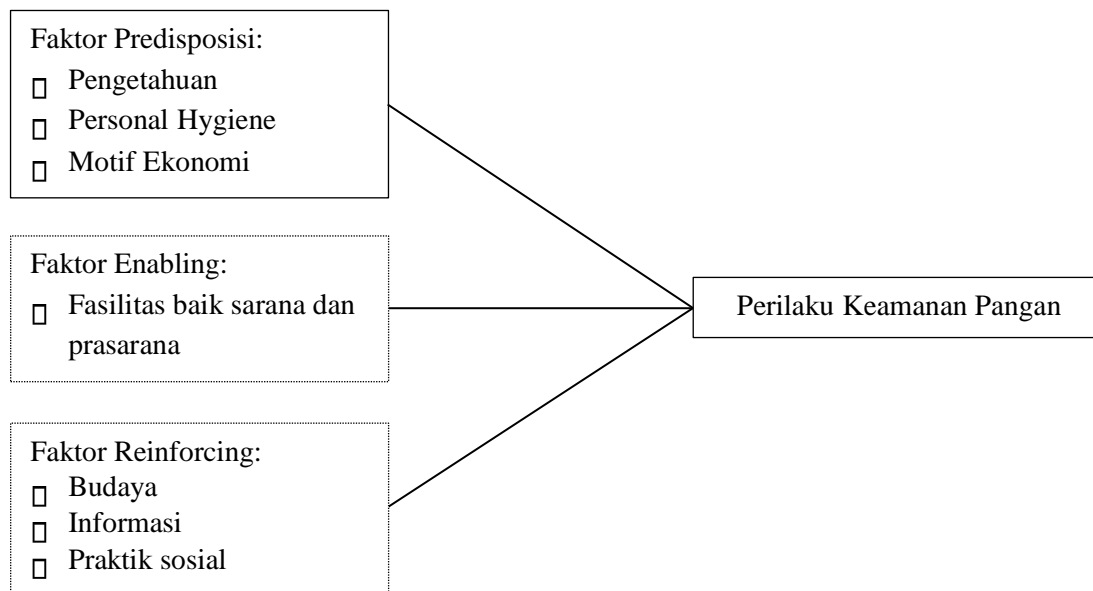 Faktor Predisposisi:
Pengetahuan
Personal Hygiene
Motif Ekonomi
Faktor Enabling:
Fasilitas baik sarana dan
prasarana
Perilaku Keamanan Pangan
Faktor Reinforcing:
Budaya
Informasi
Praktik sosial